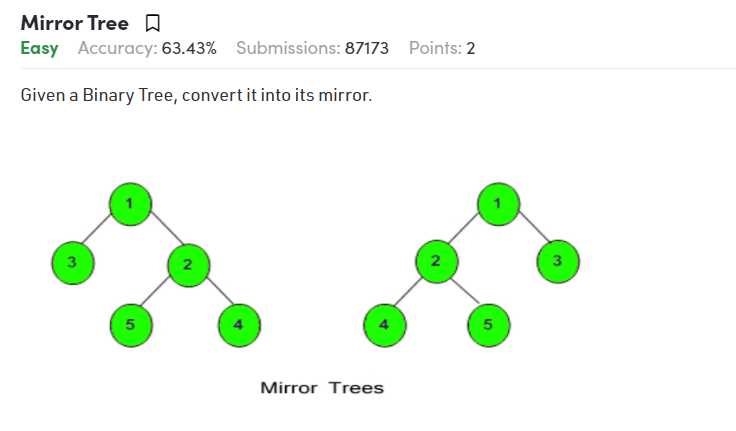 Mirror Tree
Easy Accuracy: 63.43% Submissions: 87173 Points: 2
Given a Binary Tree, convert it into its mirror.
1 1
3 2 2 3
5 4 4 5
Mirror Trees